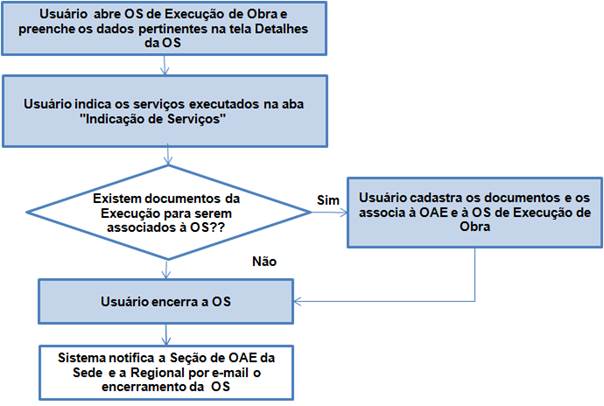 Usuário abre OS de Execução de Obra e
preenche os dados pertinentes na tela Detalhes
da OS
Usuário indica os serviços executados na aba
"Indicação de Serviços"
Existem documentos da
Execução para serem
associados à OS??
Sim
Usuário cadastra os documentos e os
associa à OAE e à OS de Execução de
Obra
Não
Usuário encerra a OS
Sistema notifica a Seção de OAE da
Sede e a Regional por e-mail o
encerramento da OS